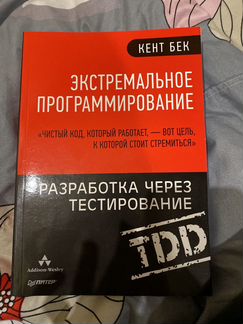 КЕНТ БЕК
ЭКСТРЕМАЛЬНОЕ
ПРОГРАММИРОВАНИЕ
«ЧИСТЫЙ КОД, КОТОРЫЙ РАБОТАЕТ, — ВОТ ЦЕЛЬ,
К КОТОРОЙ СТОИТ СТРЕМИТЬСЯ»
РАЗРАБОТКА ЧЕРЕЗ
ТЕСТИРОВАНИЕ
TDD
Addison-Wesley
ПИТЕР